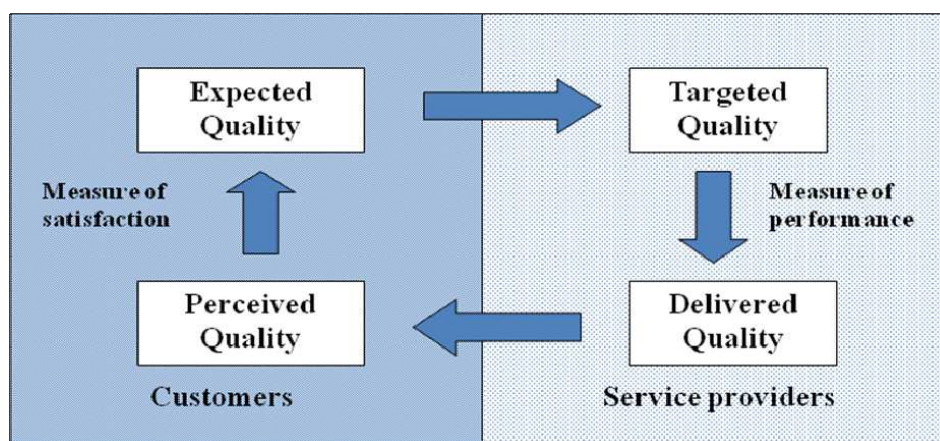 Expected
Quality
Targeted
Quality
Measure of
satisfaction
Measure of
performance
Perceived
Quality
Delivered
Quality
Customers
Service providers